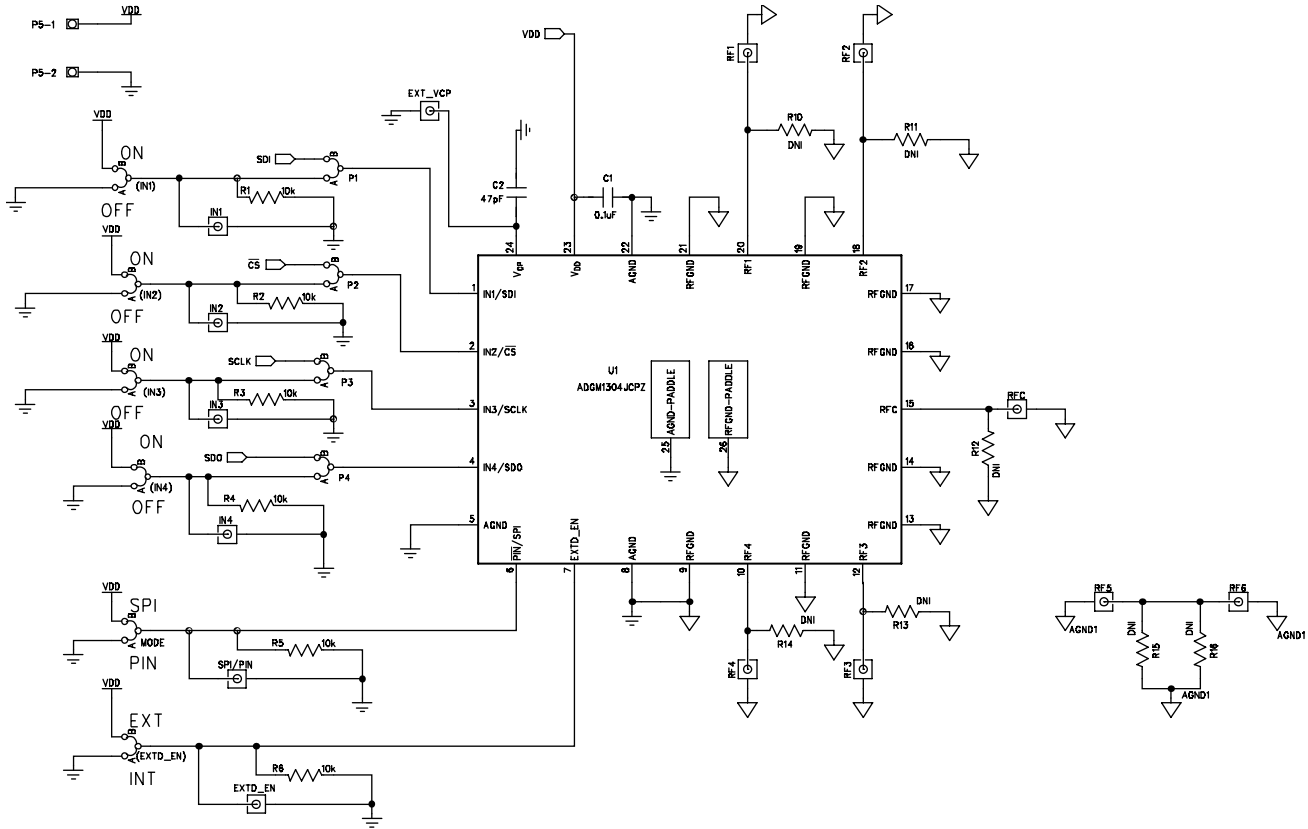 P5-1
VDD
P5-2
VDD
ON
B
A
(IN1)
OFF
SDI
B
A
P1
R1
10k
IN1
VDD
ON
B
A
(IN2)
OFF
CS
B
A
P2
R2
10k
IN2
VDD
ON
B
A
(IN3)
OFF
SCLK
B
A
P3
R3
10k
IN3
VDD
ON
B
A
(IN4)
OFF
SDO
B
A
P4
R4
10k
IN4
VDD
SPI
B
A
MODE
PIN
R5
10k
SPI/PIN
VDD
EXT
B
A
(EXTD_EN)
INT
R6
10k
EXTD_EN
EXT_VCP
C2
47pF
VDD
C1
0.1uF
RF1
R10
DNI
RF2
R11
DNI
24
23
22
21
20
19
18
VCP
VDD
AGND
RFGND
RF1
RFGND
RF2
1
IN1/SDI
2
IN2/CS
3
IN3/SCLK
4
IN4/SDO
5
AGND
U1
ADGM1304JCPZ
AGND-PADDLE
25
RFGND-PADDLE
26
RFGND
17
RFGND
16
RFC
15
RFGND
14
RFGND
13
PIN/SPI
EXTD_EN
AGND
RFGND
RF4
RFGND
RF3
6
7
8
9
10
11
12
RFC
R12
DNI
DNI
R14
RF4
DNI
R13
RF3
RF5
AGND1
DNI
R15
DNI
R16
AGND1
RF6
AGND1